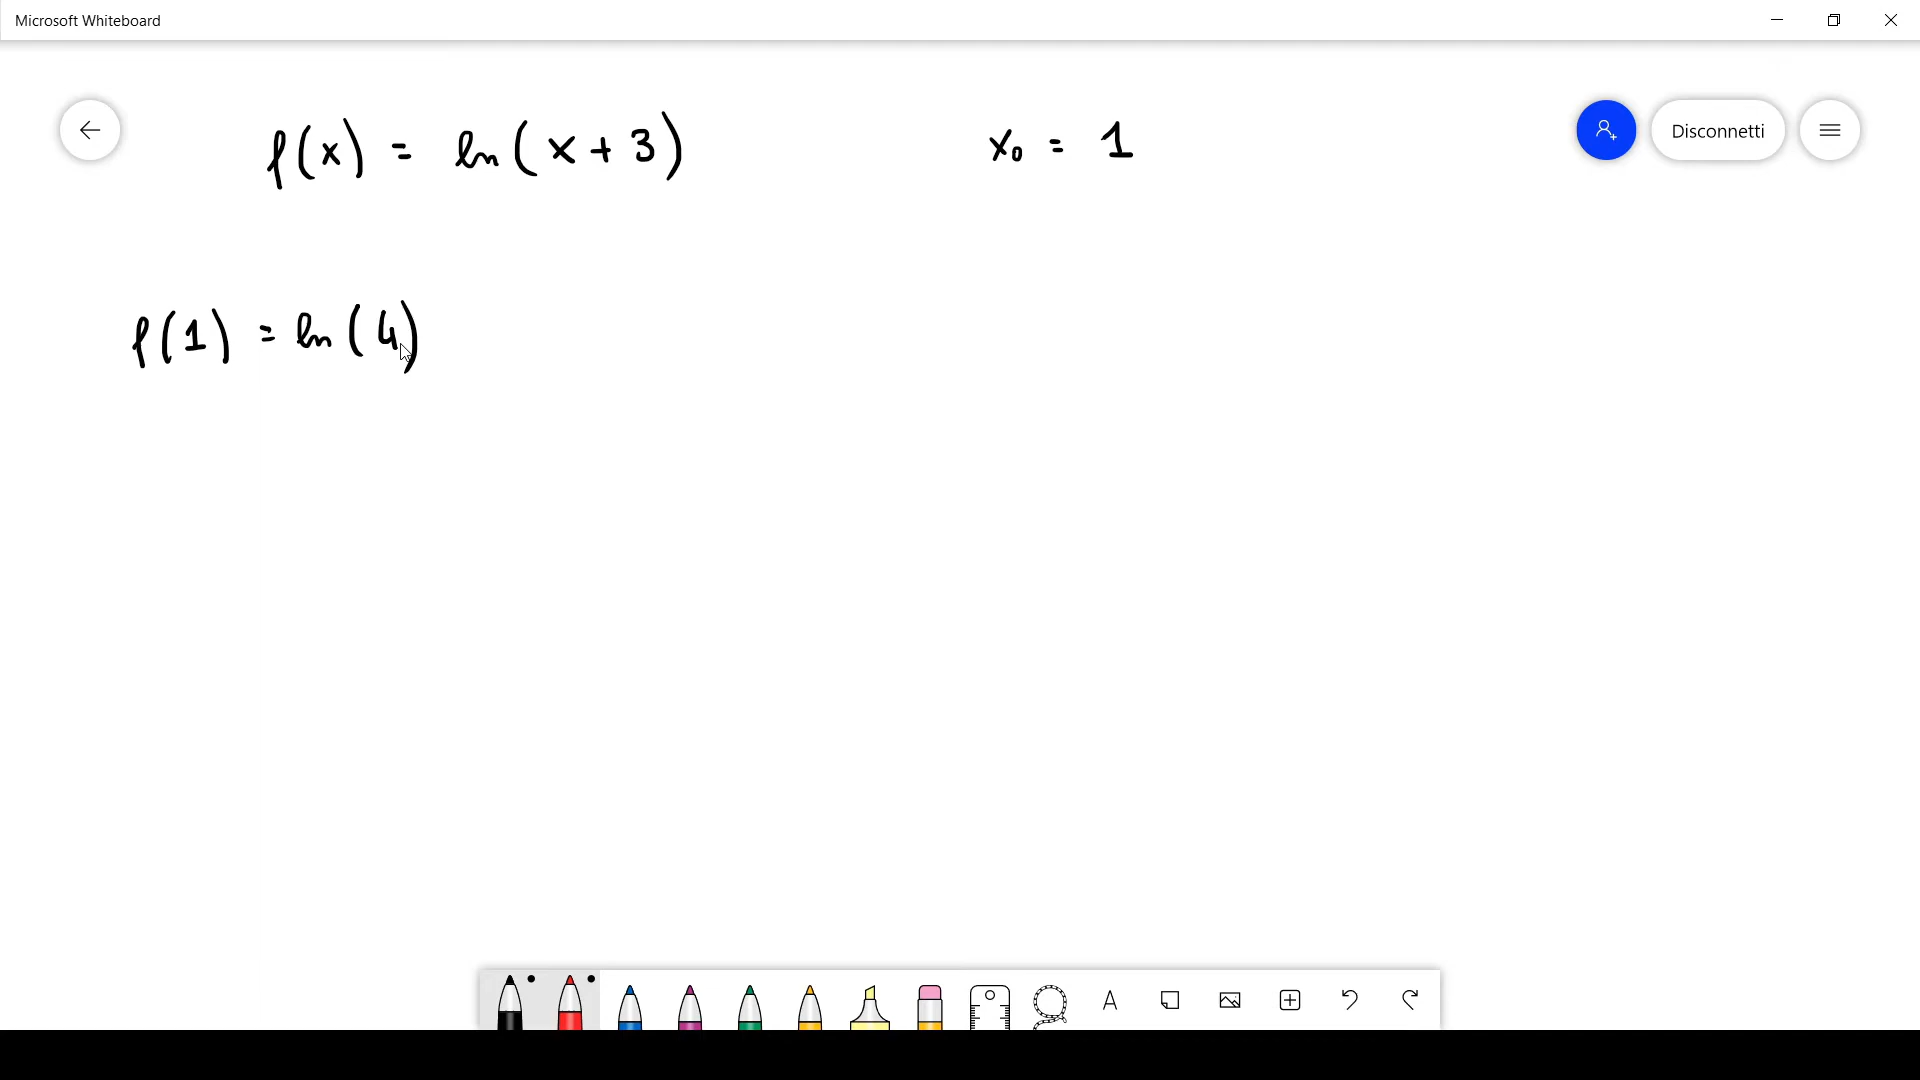 Microsoft Whiteboard
f(x) = ln(x+3) x₀ = 1
Disconnetti
f(1) = ln(4)